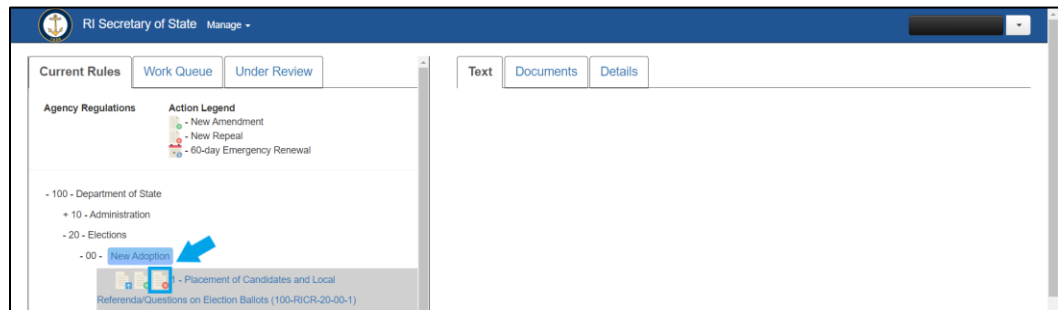 RI Secretary of State Manage
Current Rules Work Queue Under Review
Text Documents Details
Agency Regulations Action Legend
- New Amendment
- New Repeal
- 60-day Emergency Renewal
- 100 - Department of State
+ 10 - Administration
- 20 - Elections
- 00 - New Adoption
1 - Placement of Candidates and Local
Referenda/Questions on Election Ballots (100-RICR-20-00-1)